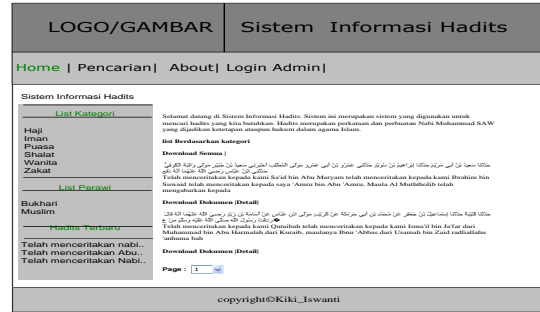 LOGO/GAMBAR
Sistem Informasi Hadits
Home | Pencarian| About| Login Admin|
Sistem Informasi Hadits
List Kategori
Haji
Iman
Puasa
Shalat
Wanita
Zakat
List Perawi
Bukhari
Muslim
Hadits Terbaru
Telah menceritakan nabi..
Telah menceritakan Abu..
Telah menceritakan Nabi..
Selamat datang di Sistem Informasi Hadits. Sistem ini merupakan sistem yang digunakan untuk
mencari hadits yang kita butuhkan. Hadits merupakan perkataan dan perbuatan Nabi Muhammad SAW
yang dijadikan ketetapan ataupun hukum dalam agama Islam.
list Berdasarkan kategori
Download Semua |
Telah menceritakan kepada kami Sa'id bin Abu Maryam telah menceritakan kepada kami Ibrahim bin
Suwaid telah menceritakan kepada saya 'Amru bin Abu 'Amru, Maula Al Muththolib telah
mengabarkan kepada
Download Dokumen |Detail|
Telah menceritakan kepada kami Qutaibah telah menceritakan kepada kami Isma'il bin Ja'far dari
Muhammad bin Abu Harmalah dari Kuraib, maulanya Ibnu 'Abbas dari Usamah bin Zaid radliallahu
'anhuma bah
Download Dokumen |Detail|
Page : 1
copyright©Kiki_Iswanti